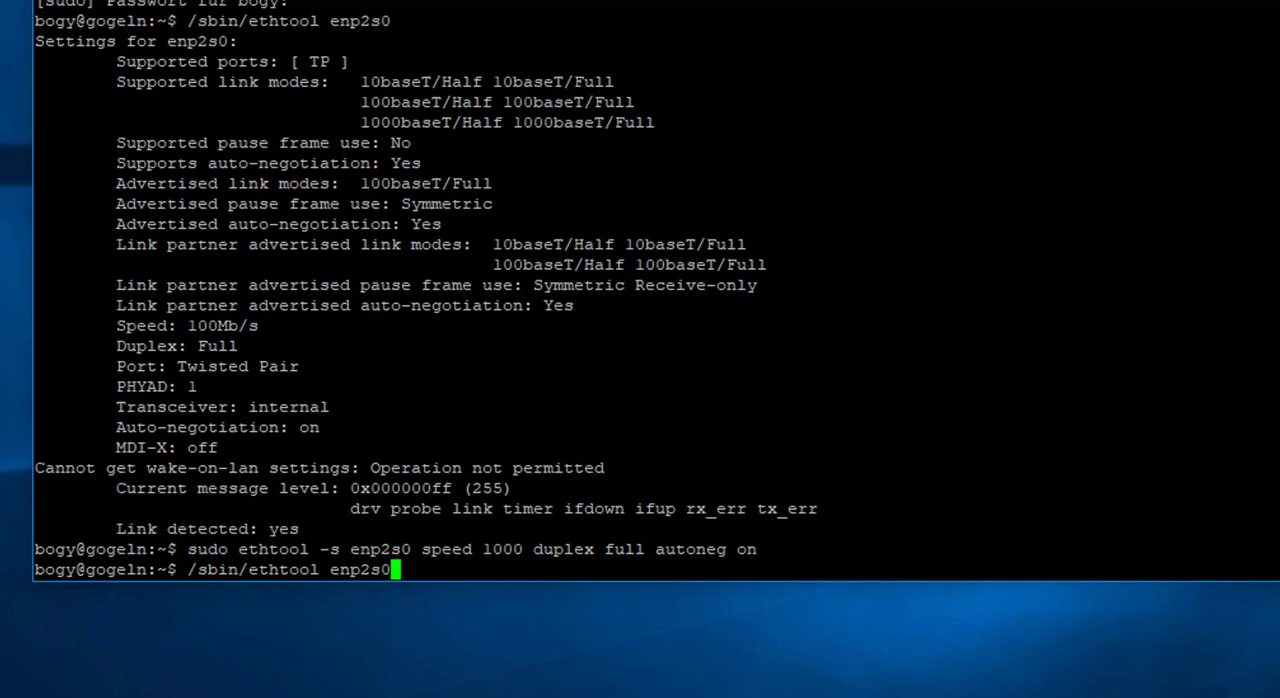 [sudo] Passwort für bogy:
bogy@gogeln:~$ /sbin/ethtool enp2s0
Settings for enp2s0:
Supported ports: [ TP ]
Supported link modes:   10baseT/Half 10baseT/Full
100baseT/Half 100baseT/Full
1000baseT/Half 1000baseT/Full
Supported pause frame use: No
Supports auto-negotiation: Yes
Advertised link modes:  100baseT/Full
Advertised pause frame use: Symmetric
Advertised auto-negotiation: Yes
Link partner advertised link modes:  10baseT/Half 10baseT/Full
100baseT/Half 100baseT/Full
Link partner advertised pause frame use: Symmetric Receive-only
Link partner advertised auto-negotiation: Yes
Speed: 100Mb/s
Duplex: Full
Port: Twisted Pair
PHYAD: 1
Transceiver: internal
Auto-negotiation: on
MDI-X: off
Cannot get wake-on-lan settings: Operation not permitted
Current message level: 0x000000ff (255)
drv probe link timer ifdown ifup rx_err tx_err
Link detected: yes
bogy@gogeln:~$ sudo ethtool -s enp2s0 speed 1000 duplex full autoneg on
bogy@gogeln:~$ /sbin/ethtool enp2s0